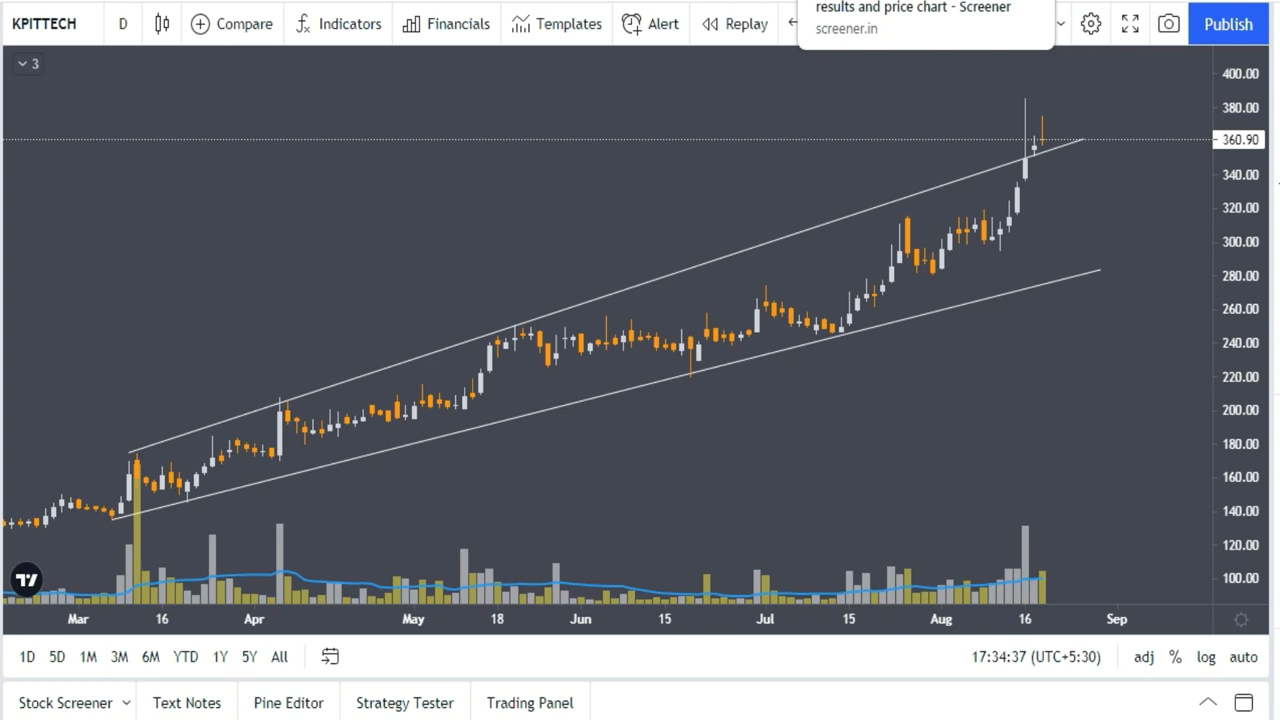 results and price chart - Screener
screener.in
KPITTECH D Compare Indicators Financials Templates Alert Replay Publish
3
400.00
380.00
360.90
340.00
320.00
300.00
280.00
260.00
240.00
220.00
200.00
180.00
160.00
140.00
120.00
100.00
Mar 16 Apr May 18 Jun 15 Jul 15 Aug 16 Sep
1D 5D 1M 3M 6M YTD 1Y 5Y All 17:34:37 (UTC+5:30) adj % log auto
Stock Screener Text Notes Pine Editor Strategy Tester Trading Panel